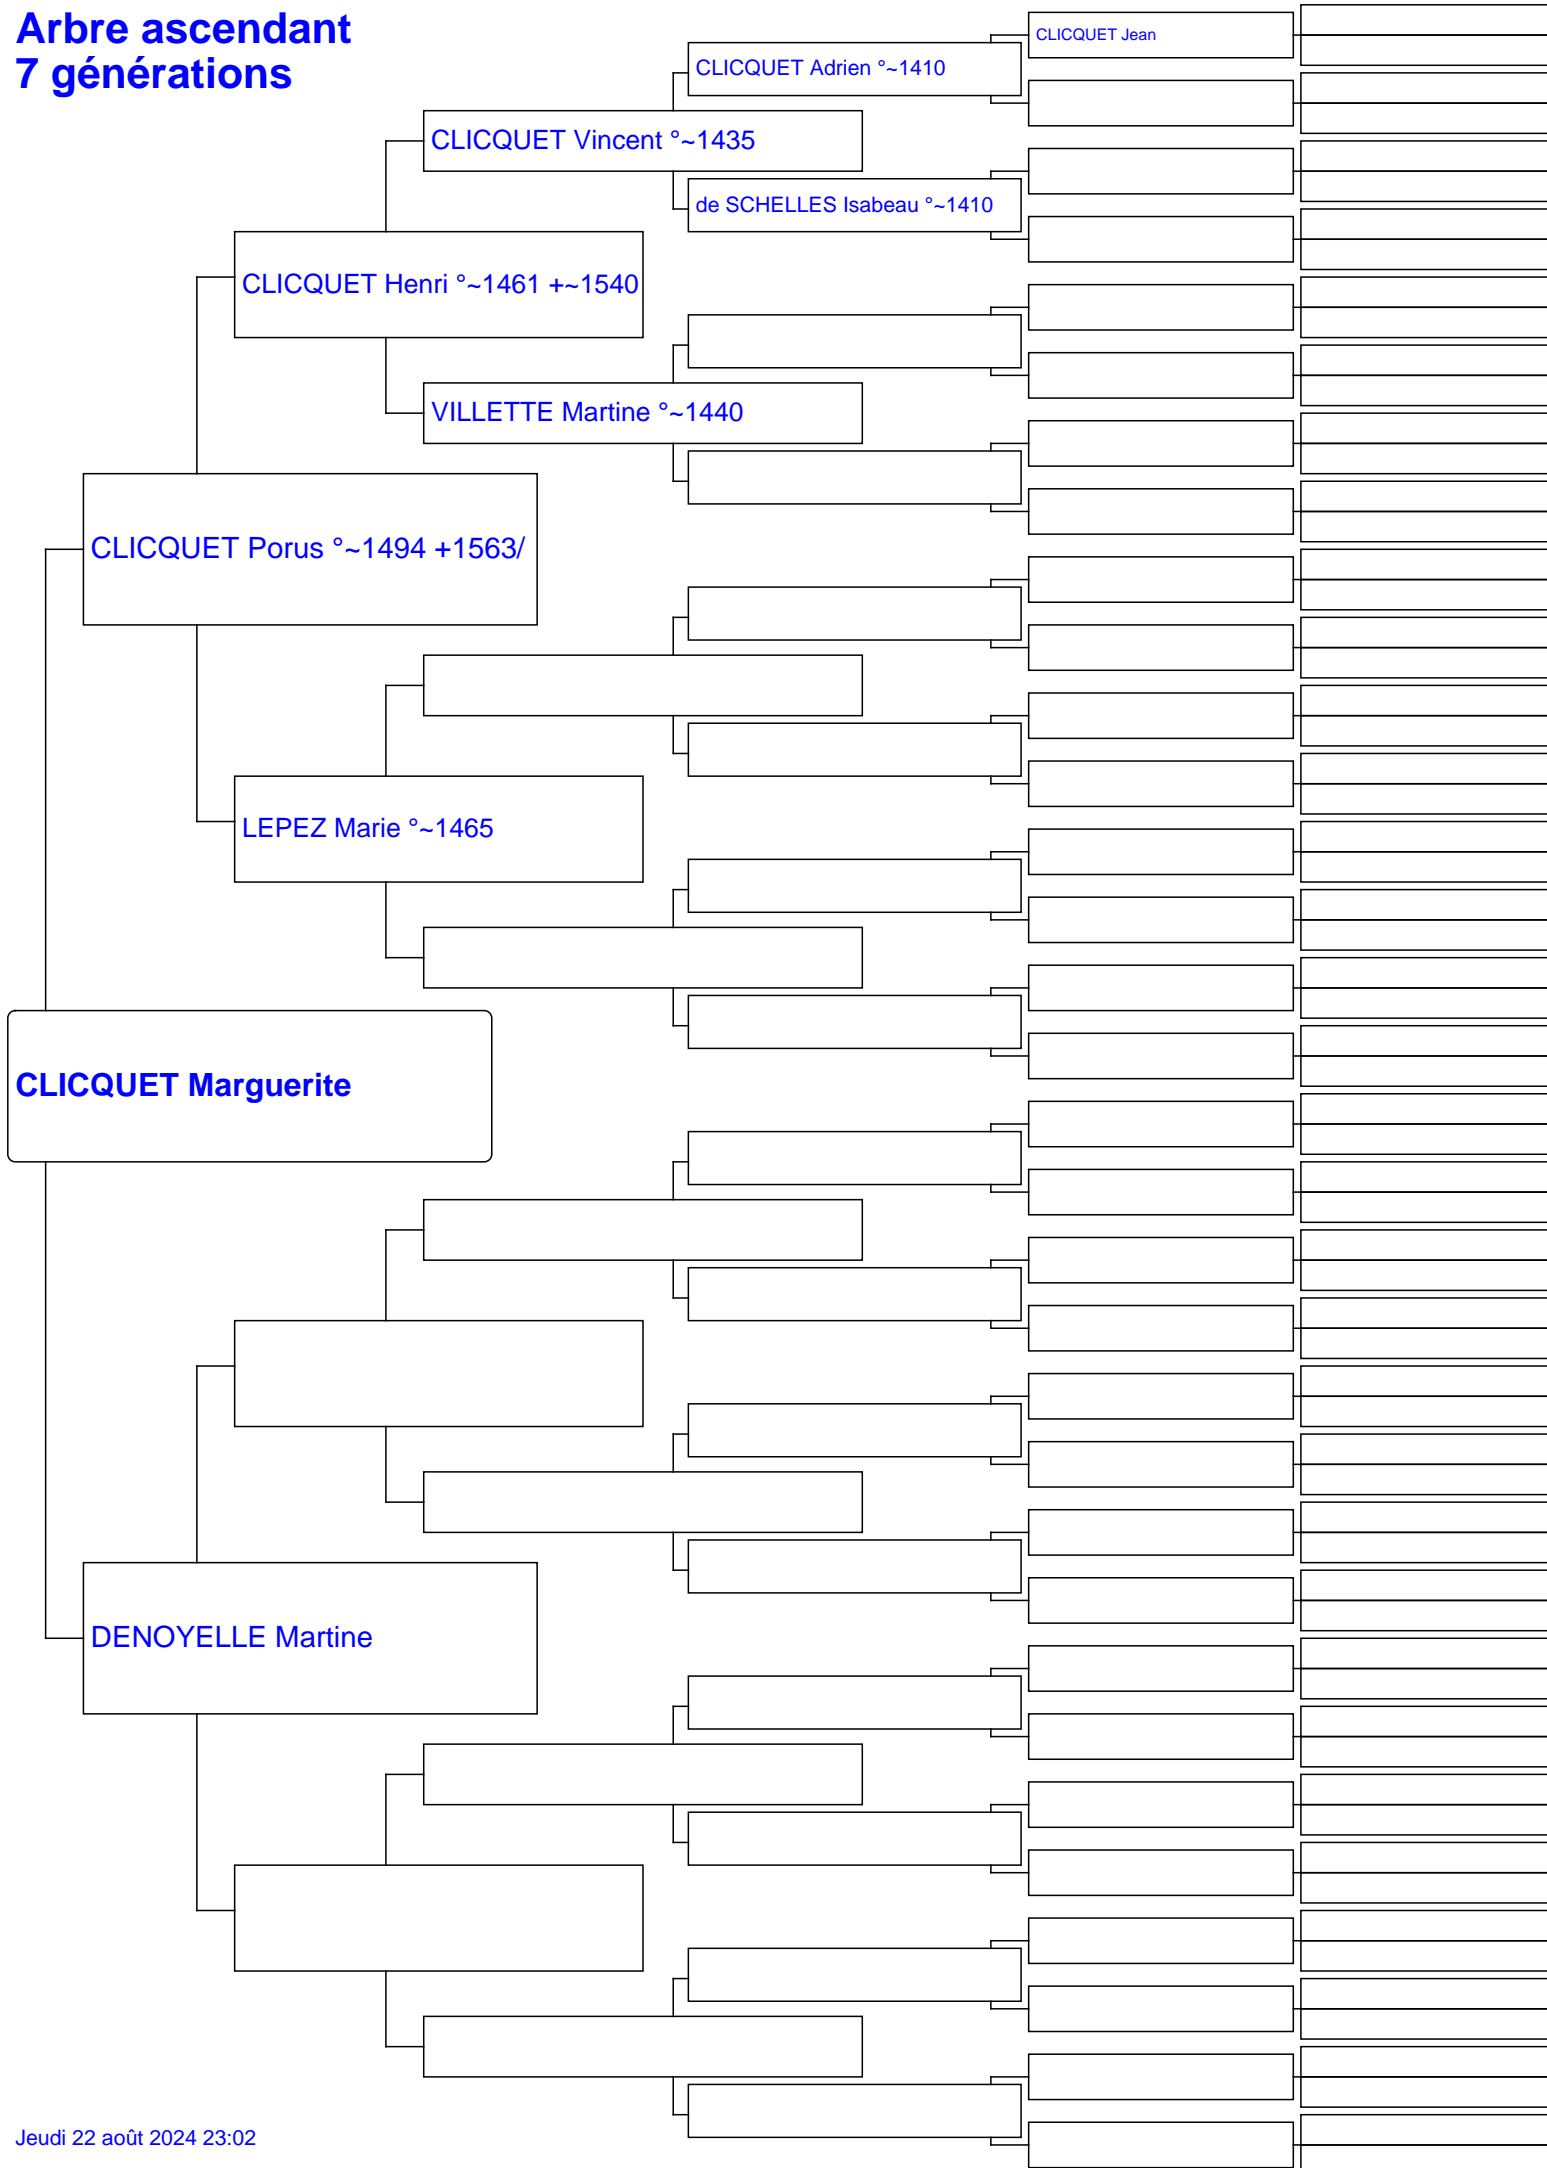 Arbre ascendant
7 générations
CLICQUET Jean
CLICQUET Adrien °~1410
CLICQUET Vincent °~1435
de SCHELLES Isabeau °~1410
CLICQUET Henri °~1461 +~1540
VILLETTE Martine °~1440
CLICQUET Porus °~1494 +1563/
LEPEZ Marie °~1465
CLICQUET Marguerite
DENOYELLE Martine
Jeudi 22 août 2024 23:02